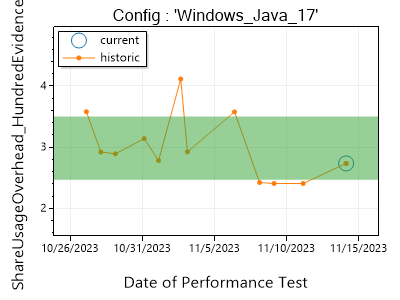 Config : 'Windows_Java_17'
current
historic
ShareUsageOverhead_HundredEvidence
4
3
2
10/26/2023
10/31/2023
11/5/2023
11/10/2023
11/15/2023
Date of Performance Test